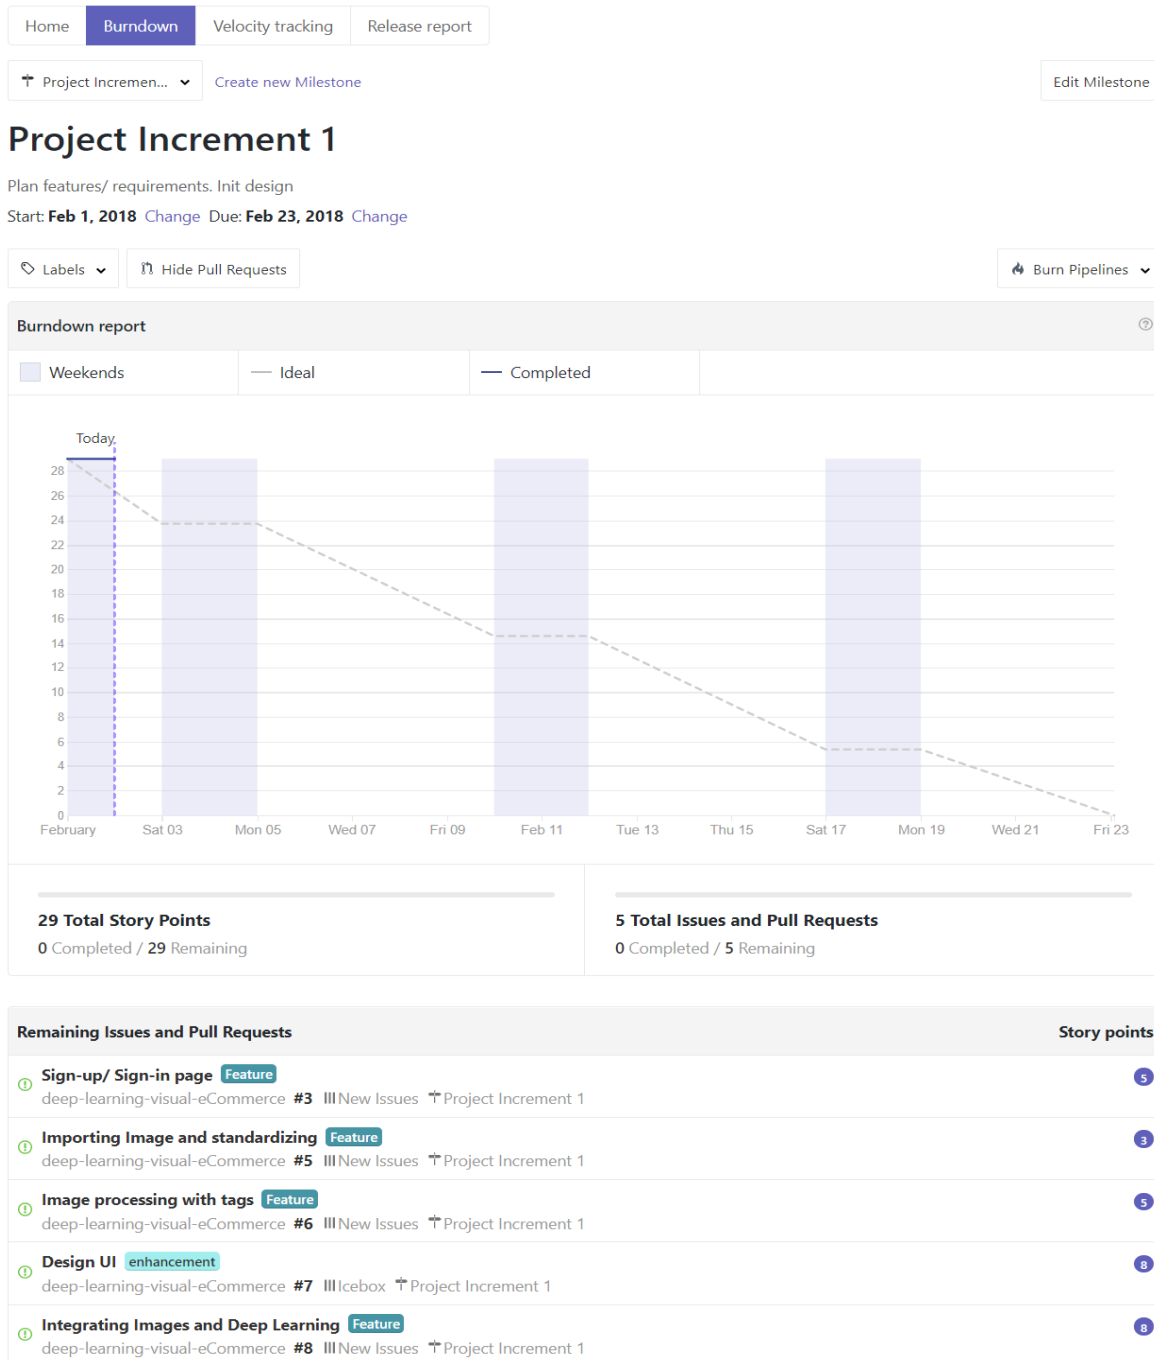 Home Burndown Velocity tracking Release report
Project Incremen... Create new Milestone Edit Milestone
Project Increment 1
Plan features/ requirements. Init design
Start: Feb 1, 2018 Change Due: Feb 23, 2018 Change
Labels Hide Pull Requests Burn Pipelines
Burndown report
Weekends Ideal Completed
Today
28
26
24
22
20
18
16
14
12
10
8
6
4
2
0
February Sat 03 Mon 05 Wed 07 Fri 09 Feb 11 Tue 13 Thu 15 Sat 17 Mon 19 Wed 21 Fri 23
29 Total Story Points 5 Total Issues and Pull Requests
0 Completed / 29 Remaining 0 Completed / 5 Remaining
Remaining Issues and Pull Requests Story points
Sign-up/ Sign-in page Feature 5
deep-learning-visual-eCommerce #3 New Issues Project Increment 1
Importing Image and standardizing Feature 3
deep-learning-visual-eCommerce #5 New Issues Project Increment 1
Image processing with tags Feature 5
deep-learning-visual-eCommerce #6 New Issues Project Increment 1
Design UI enhancement 8
deep-learning-visual-eCommerce #7 Icebox Project Increment 1
Integrating Images and Deep Learning Feature 8
deep-learning-visual-eCommerce #8 New Issues Project Increment 1